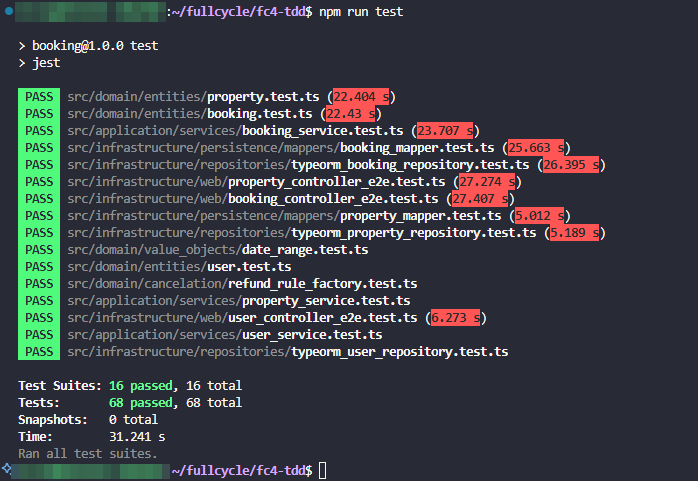 :~/fullcycle/fc4-tdd$ npm run test
> booking@1.0.0 test
> jest
PASS src/domain/entities/property.test.ts (22.404 s)
PASS src/domain/entities/booking.test.ts (22.43 s)
PASS src/application/services/booking_service.test.ts (23.707 s)
PASS src/infrastructure/persistence/mappers/booking_mapper.test.ts (25.663 s)
PASS src/infrastructure/repositories/typeorm_booking_repository.test.ts (26.395 s)
PASS src/infrastructure/web/property_controller_e2e.test.ts (27.274 s)
PASS src/infrastructure/web/booking_controller_e2e.test.ts (27.407 s)
PASS src/infrastructure/persistence/mappers/property_mapper.test.ts (5.012 s)
PASS src/infrastructure/repositories/typeorm_property_repository.test.ts (5.189 s)
PASS src/domain/value_objects/date_range.test.ts
PASS src/domain/entities/user.test.ts
PASS src/domain/cancelation/refund_rule_factory.test.ts
PASS src/application/services/property_service.test.ts
PASS src/infrastructure/web/user_controller_e2e.test.ts (6.273 s)
PASS src/application/services/user_service.test.ts
PASS src/infrastructure/repositories/typeorm_user_repository.test.ts
Test Suites: 16 passed, 16 total
Tests: 68 passed, 68 total
Snapshots: 0 total
Time: 31.241 s
Ran all test suites.
~/fullcycle/fc4-tdd$